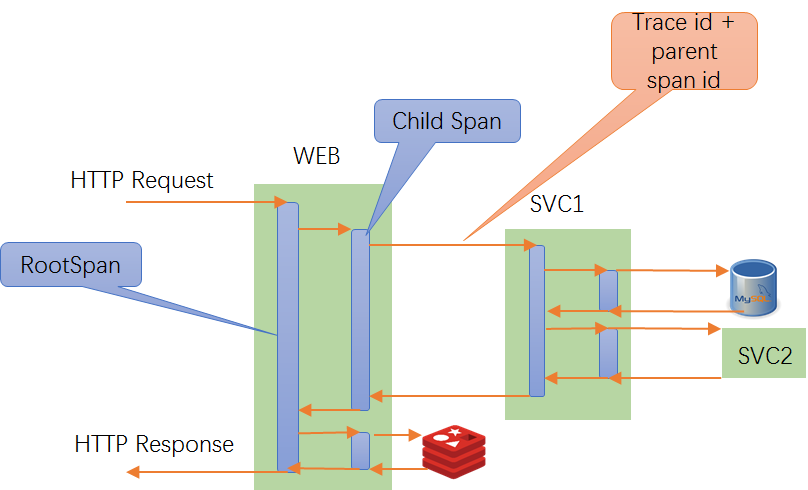 Trace id +
parent
span id
Child Span
WEB
HTTP Request
SVC1
RootSpan
My
SVC2
HTTP Response